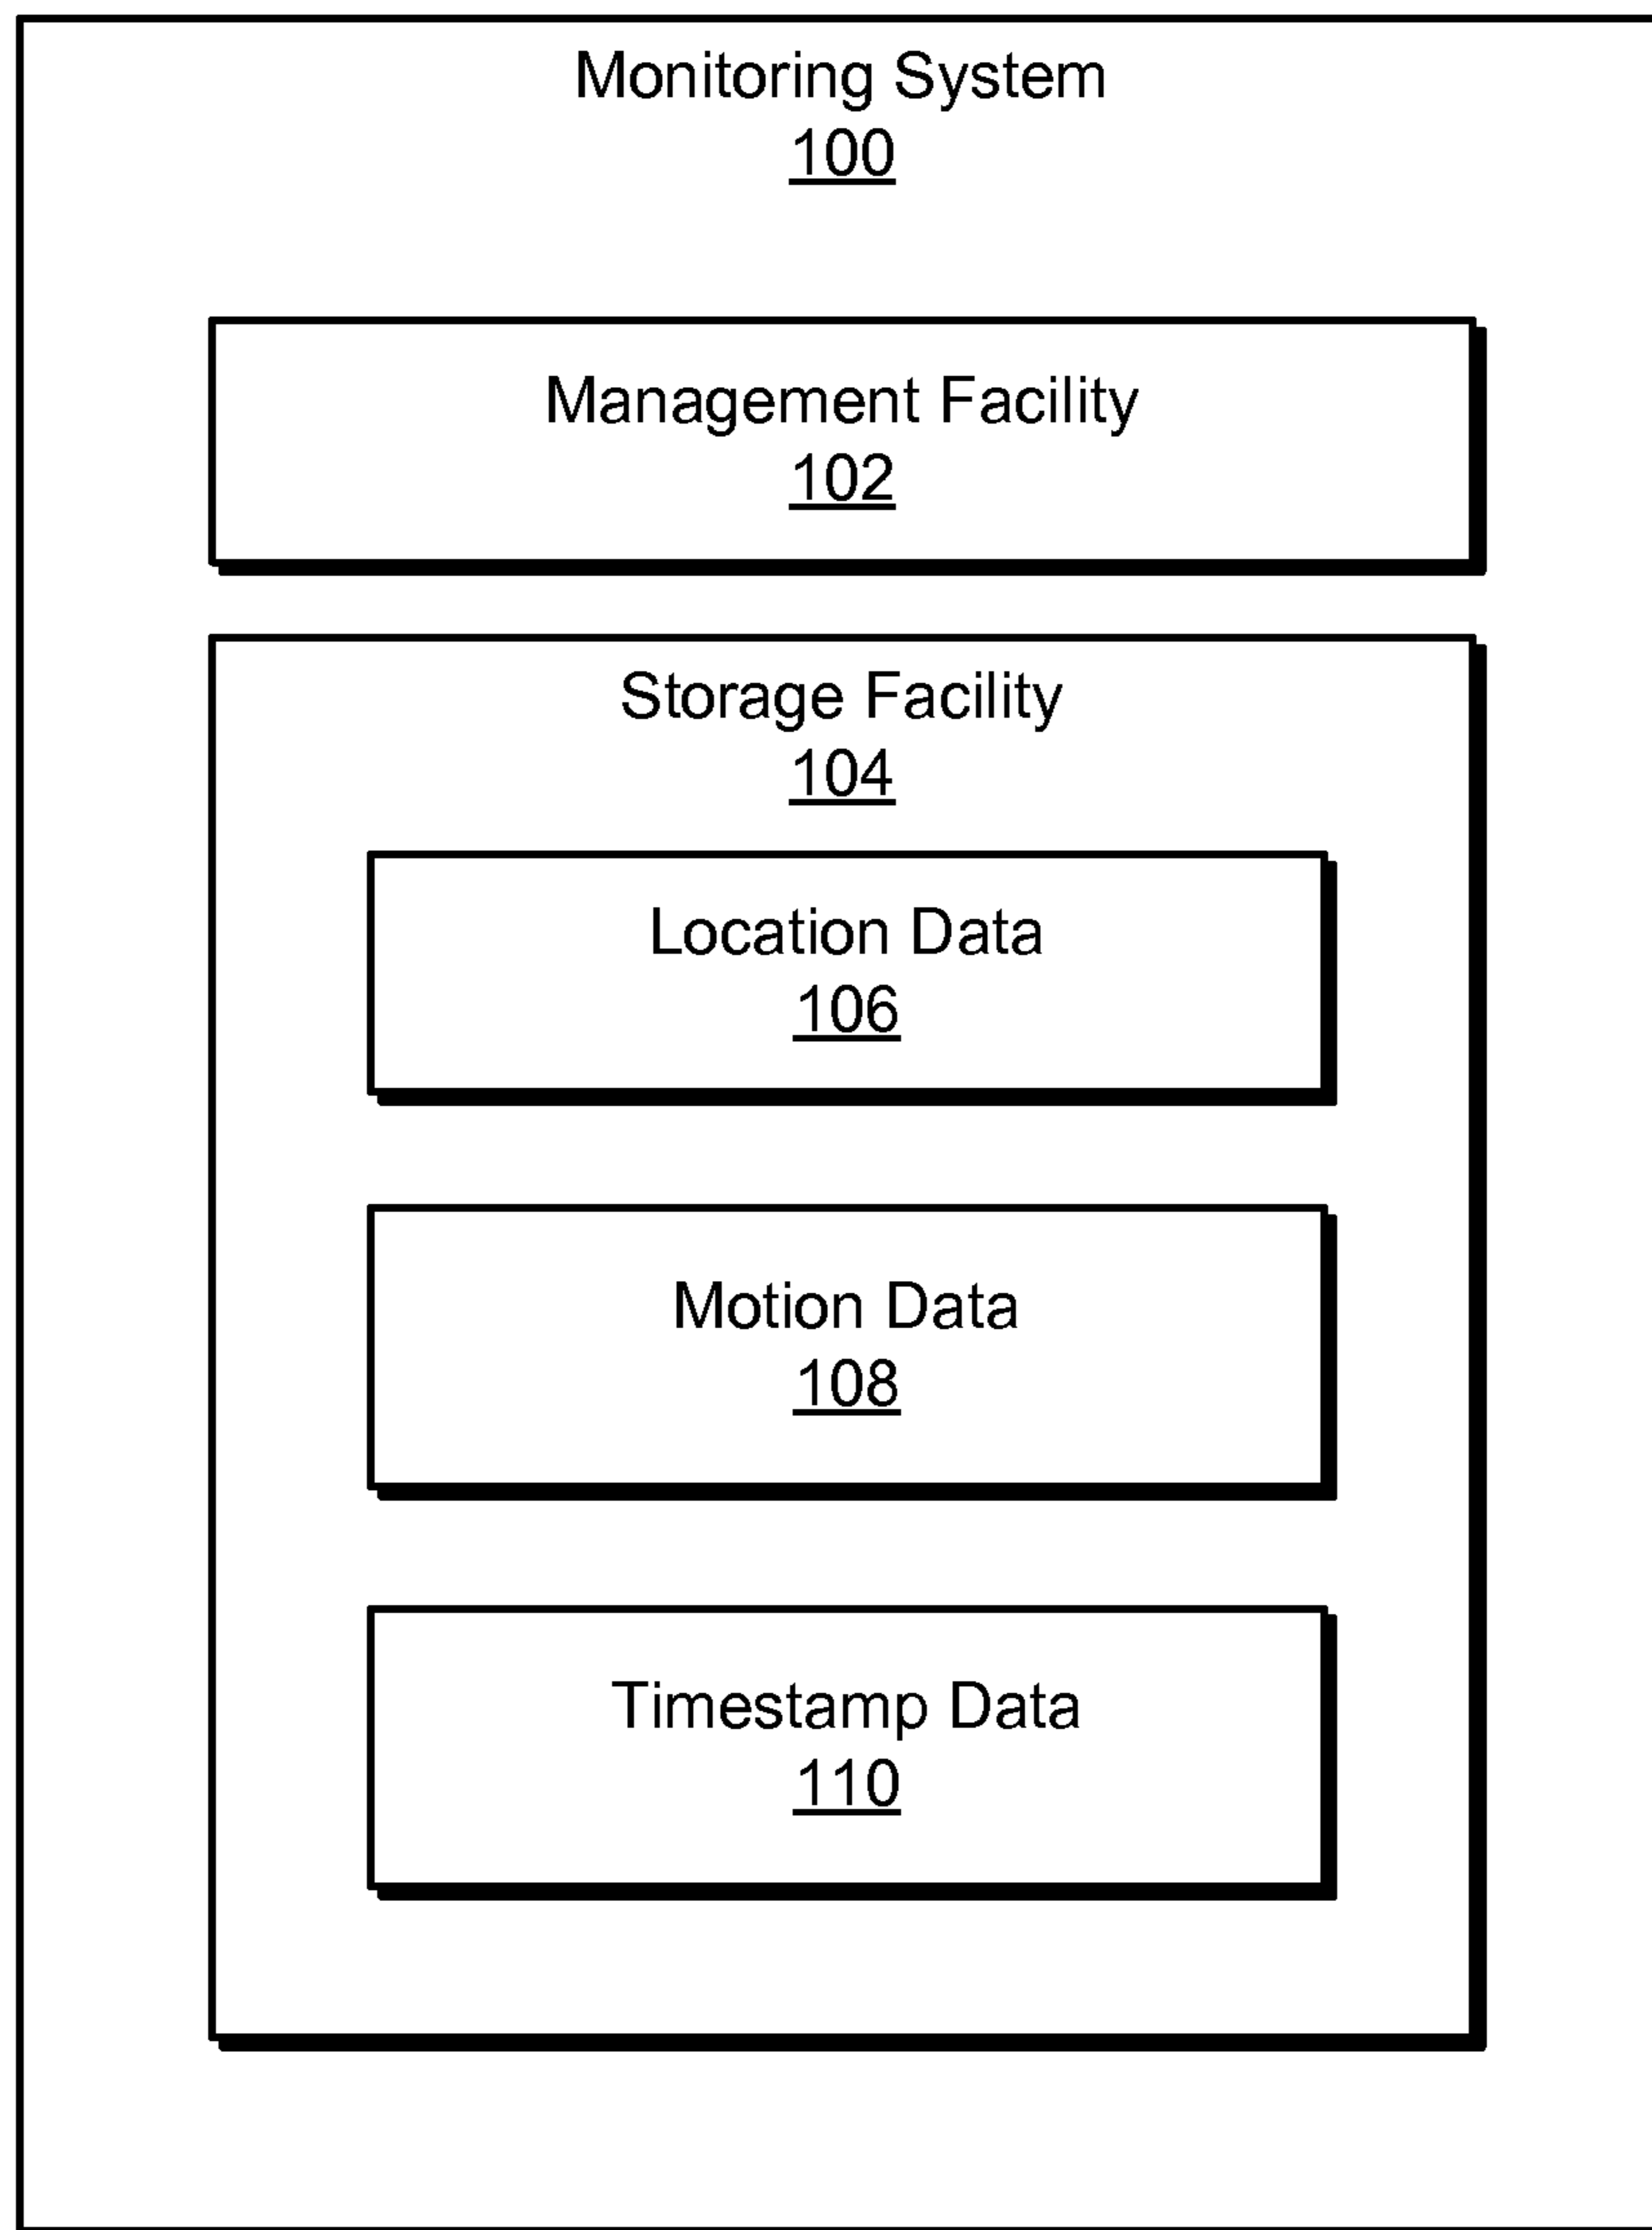 Monitoring System
100
Management Facility
102
Storage Facility
104
Location Data
106
Motion Data
108
Timestamp Data
110